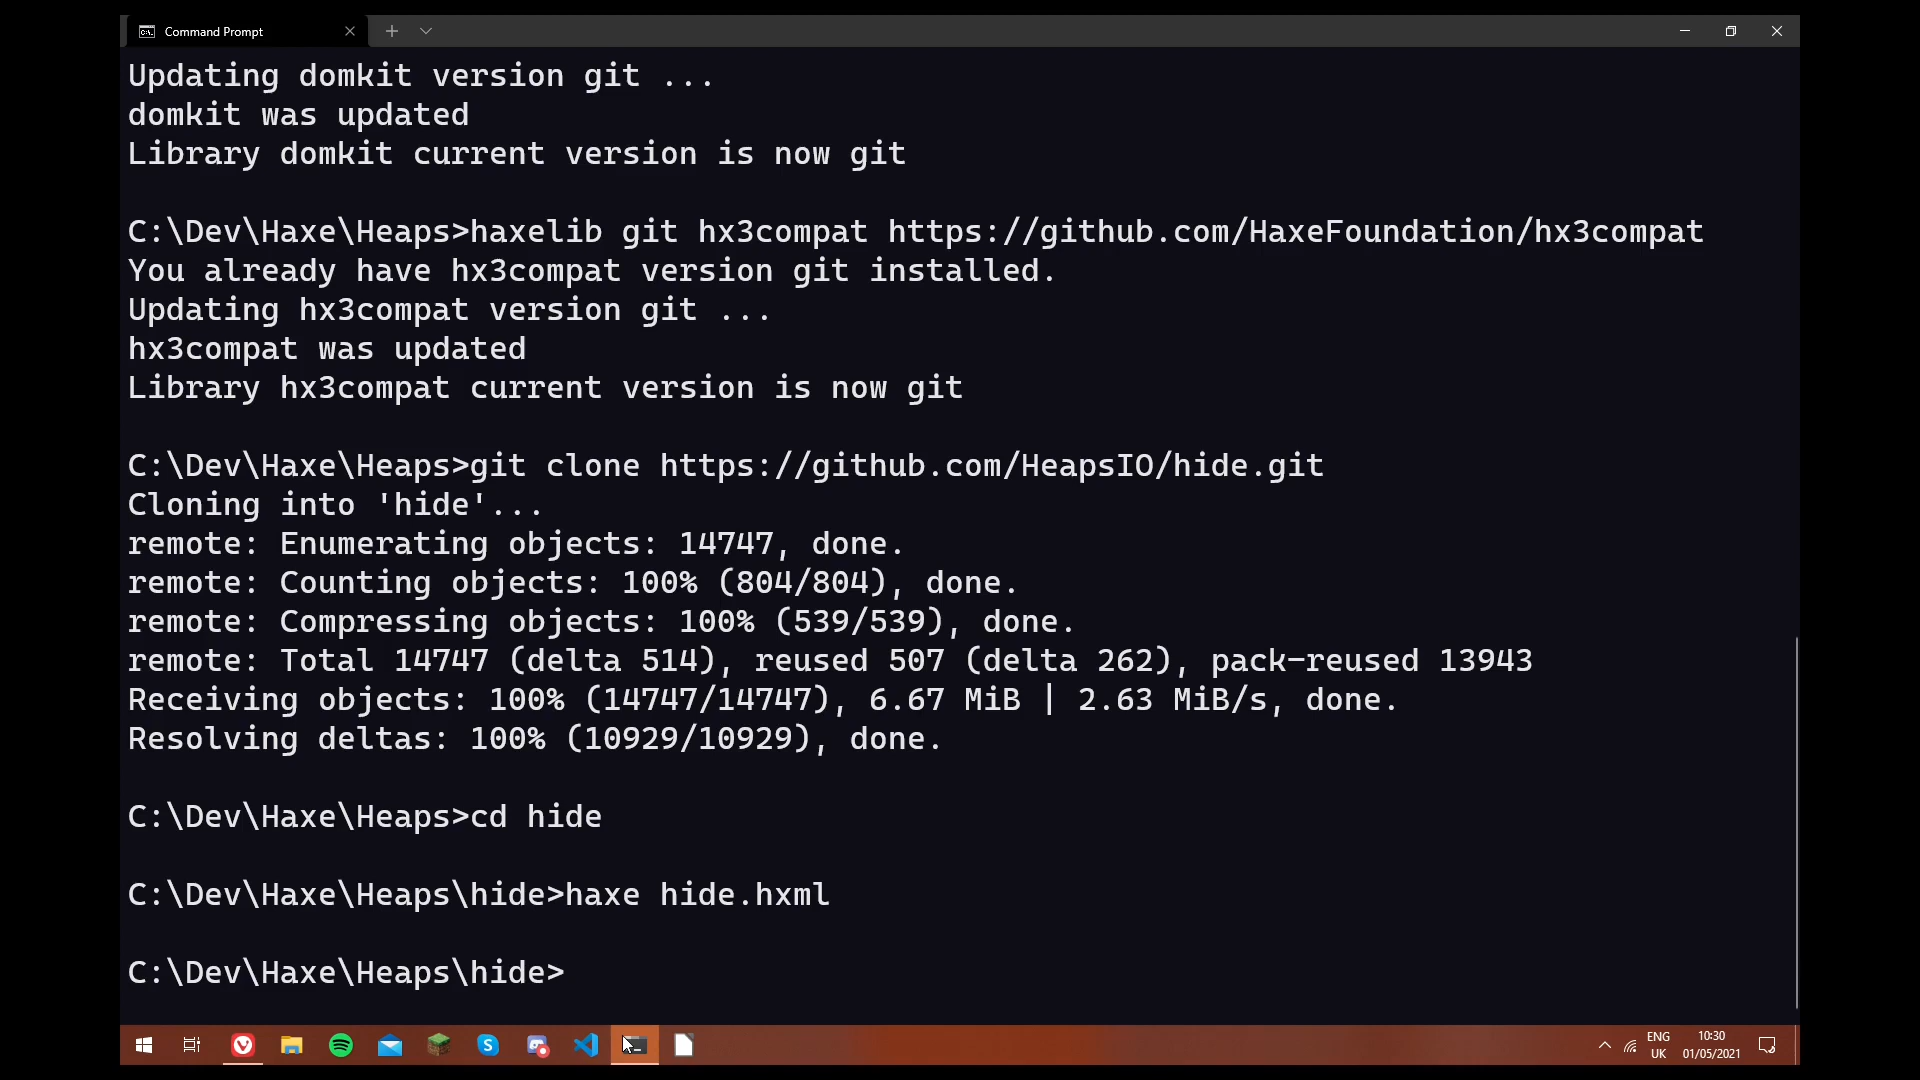 Command Prompt
Updating domkit version git ...
domkit was updated
Library domkit current version is now git
C:\Dev\Haxe\Heaps>haxelib git hx3compat https://github.com/HaxeFoundation/hx3compat
You already have hx3compat version git installed.
Updating hx3compat version git ...
hx3compat was updated
Library hx3compat current version is now git
C:\Dev\Haxe\Heaps>git clone https://github.com/HeapsIO/hide.git
Cloning into 'hide'...
remote: Enumerating objects: 14747, done.
remote: Counting objects: 100% (804/804), done.
remote: Compressing objects: 100% (539/539), done.
remote: Total 14747 (delta 514), reused 507 (delta 262), pack-reused 13943
Receiving objects: 100% (14747/14747), 6.67 MiB | 2.63 MiB/s, done.
Resolving deltas: 100% (10929/10929), done.
C:\Dev\Haxe\Heaps>cd hide
C:\Dev\Haxe\Heaps\hide>haxe hide.hxml
C:\Dev\Haxe\Heaps\hide>
ENG 10:30
UK 01/05/2021